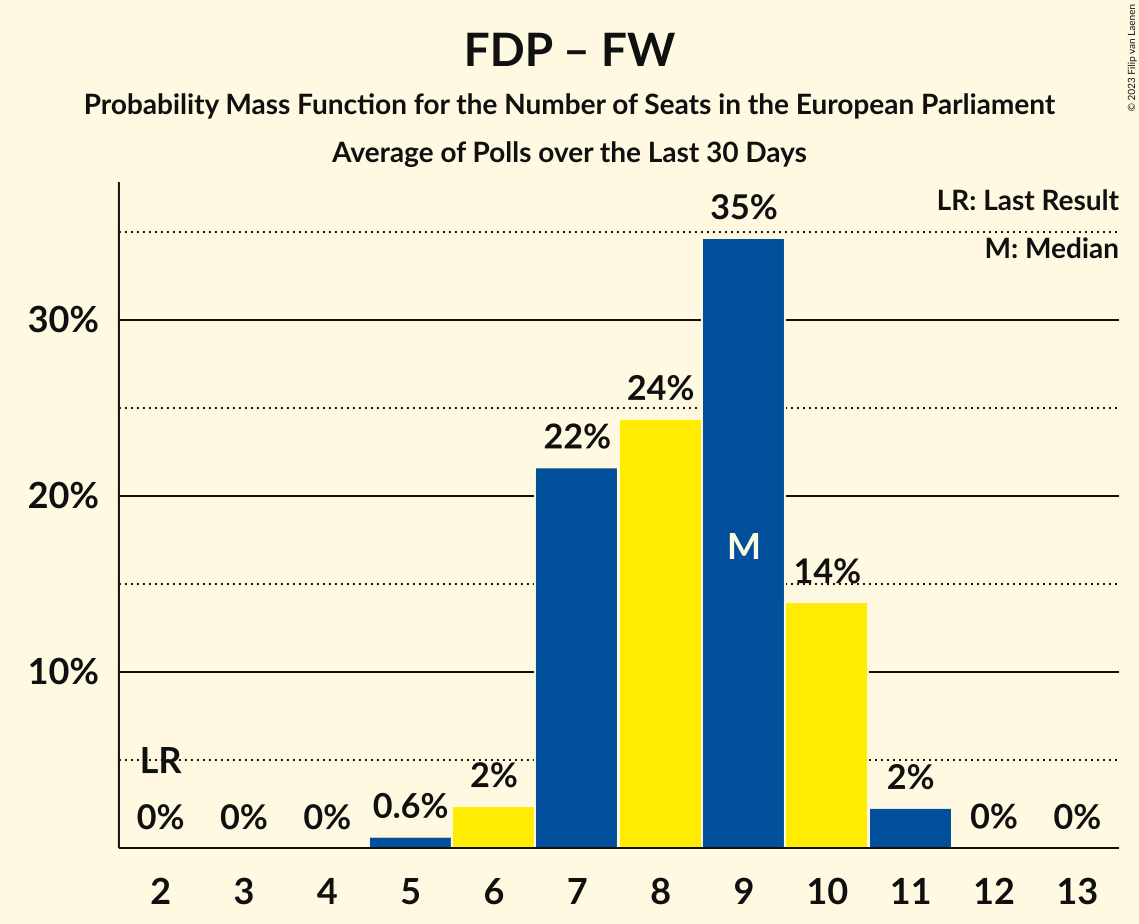 FDP – FW
Probability Mass Function for the Number of Seats in the European Parliament
Average of Polls over the Last 30 Days
© 2023 Filip van Laenen
LR: Last Result
M: Median
30%
20%
10%
LR
0%
0%
0%
0.6%
2%
22%
24%
35%
M
14%
2%
0%
0%
2 3 4 5 6 7 8 9 10 11 12 13